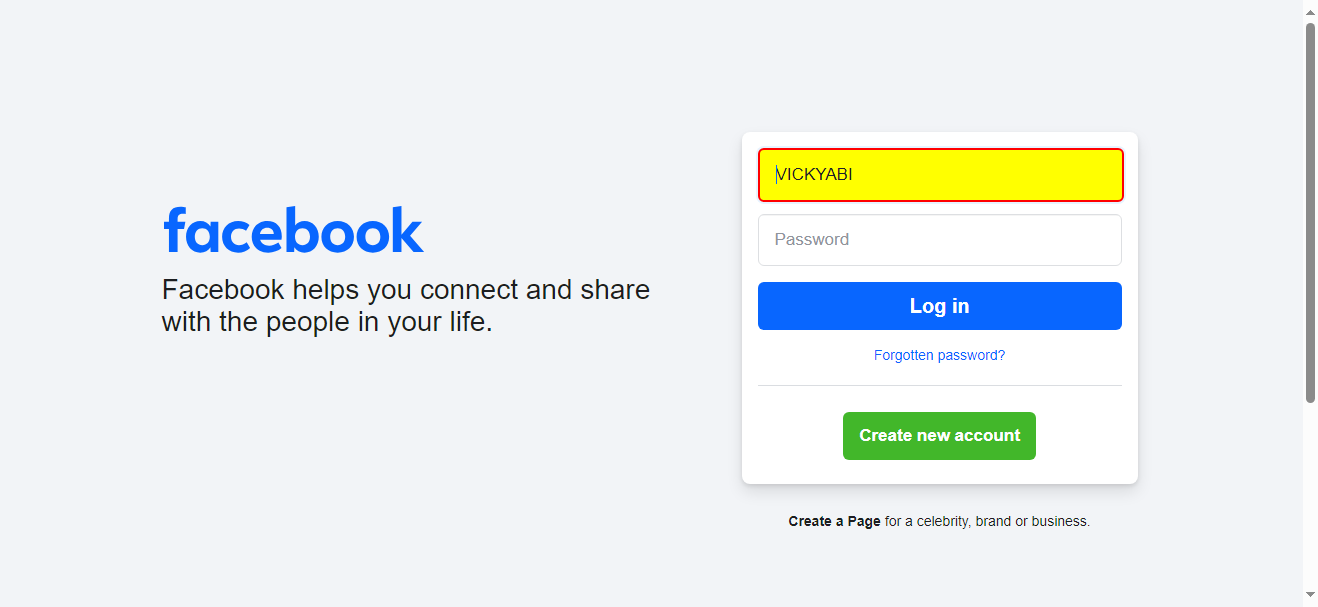 facebook
Facebook helps you connect and share
with the people in your life.
VICKYABI
Password
Log in
Forgotten password?
Create new account
Create a Page for a celebrity, brand or business.